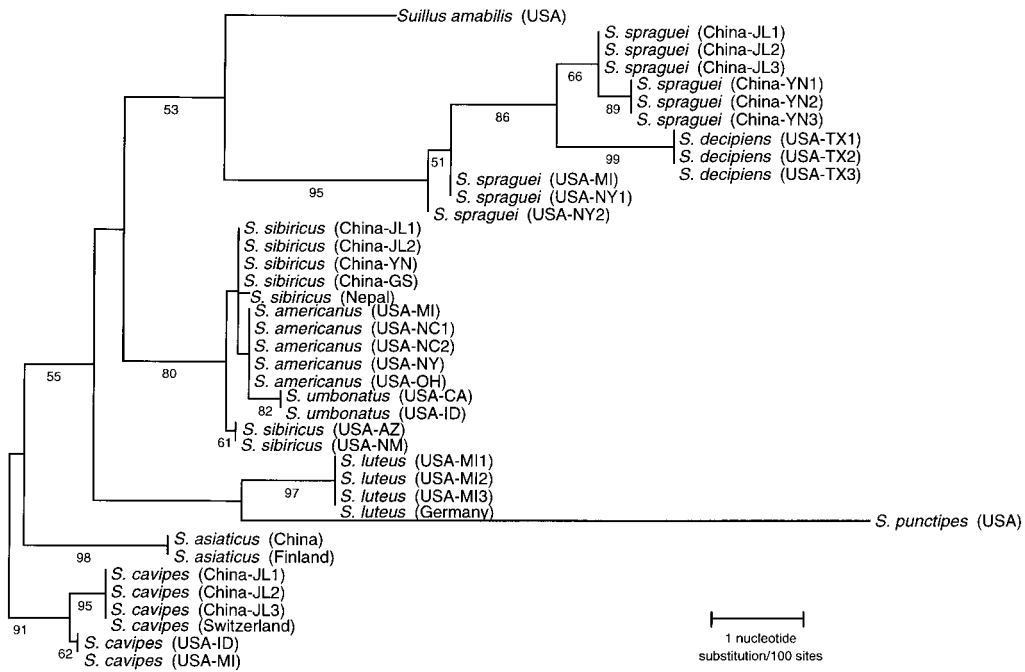 Suillus amabilis (USA)
S. spraguei (China-JL1)
S. spraguei (China-JL2)
S. spraguei (China-JL3)
66
S. spraguei (China-YN1)
S. spraguei (China-YN2)
89
S. spraguei (China-YN3)
53
86
S. decipiens (USA-TX1)
S. decipiens (USA-TX2)
99
S. decipiens (USA-TX3)
51
S. spraguei (USA-MI)
95
S. spraguei (USA-NY1)
S. spraguei (USA-NY2)
S. sibiricus (China-JL1)
S. sibiricus (China-JL2)
S. sibiricus (China-YN)
S. sibiricus (China-GS)
S. sibiricus (Nepal)
S. americanus (USA-MI)
S. americanus (USA-NC1)
S. americanus (USA-NC2)
S. americanus (USA-NY)
55
80
S. americanus (USA-OH)
S. umbonatus (USA-CA)
82
S. umbonatus (USA-ID)
S. sibiricus (USA-AZ)
61
S. sibiricus (USA-NM)
S. luteus (USA-MI1)
S. luteus (USA-MI2)
97
S. luteus (USA-MI3)
S. luteus (Germany)
S. punctipes (USA)
S. asiaticus (China)
98
S. asiaticus (Finland)
S. cavipes (China-JL1)
S. cavipes (China-JL2)
95
S. cavipes (China-JL3)
S. cavipes (Switzerland)
91
S. cavipes (USA-ID)
62
S. cavipes (USA-MI)
1 nucleotide
substitution/100 sites